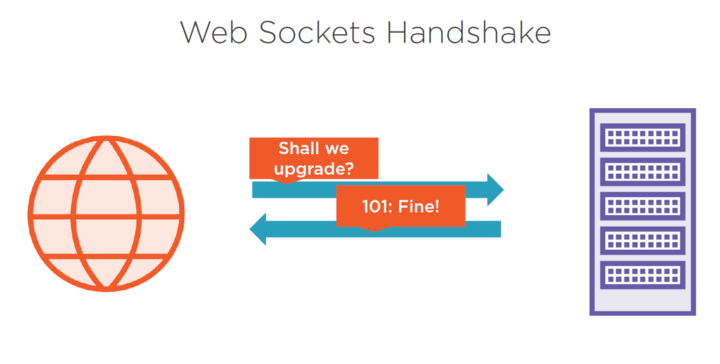 Web Sockets Handshake
Shall we
upgrade?
101: Fine!